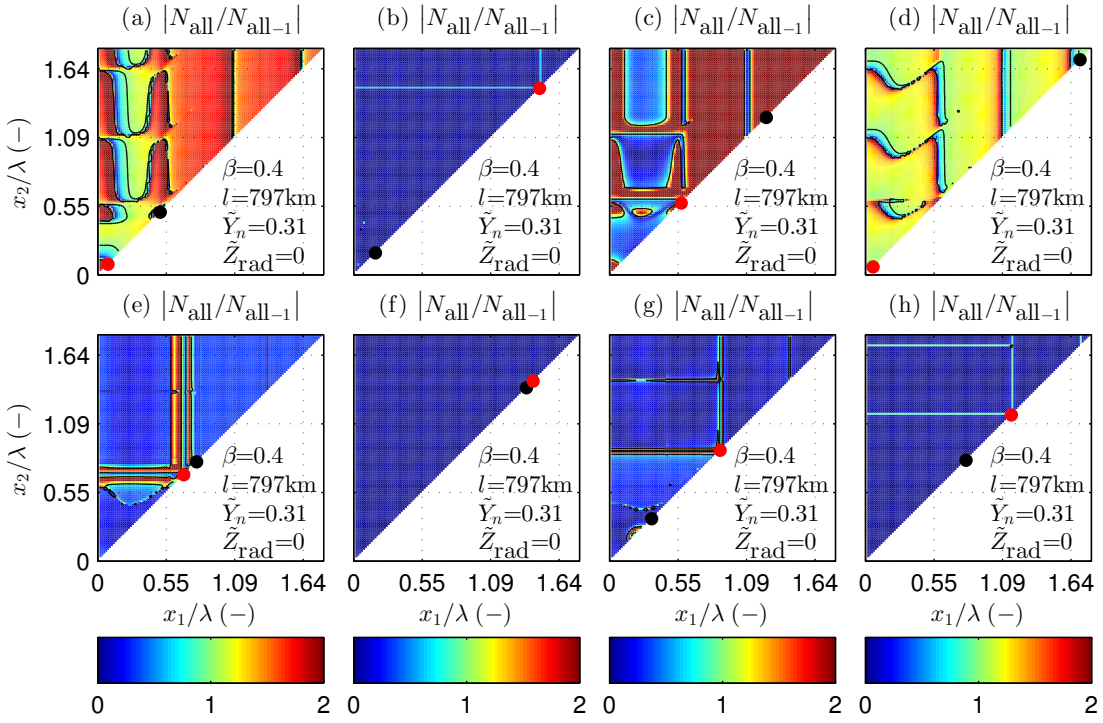 (a) |N_all/N_all−1| (b) |N_all/N_all−1| (c) |N_all/N_all−1| (d) |N_all/N_all−1|
x₂/λ (−)
1.64
1.09
0.55
0
β=0.4 β=0.4 β=0.4 β=0.4
l=797km l=797km l=797km l=797km
Ỹ_n=0.31 Ỹ_n=0.31 Ỹ_n=0.31 Ỹ_n=0.31
Z̃_rad=0 Z̃_rad=0 Z̃_rad=0 Z̃_rad=0
(e) |N_all/N_all−1| (f) |N_all/N_all−1| (g) |N_all/N_all−1| (h) |N_all/N_all−1|
x₂/λ (−)
1.64
1.09
0.55
0
β=0.4 β=0.4 β=0.4 β=0.4
l=797km l=797km l=797km l=797km
Ỹ_n=0.31 Ỹ_n=0.31 Ỹ_n=0.31 Ỹ_n=0.31
Z̃_rad=0 Z̃_rad=0 Z̃_rad=0 Z̃_rad=0
0 0.55 1.09 1.64 0 0.55 1.09 1.64 0 0.55 1.09 1.64 0 0.55 1.09 1.64
x₁/λ (−) x₁/λ (−) x₁/λ (−) x₁/λ (−)
0 1 2 0 1 2 0 1 2 0 1 2